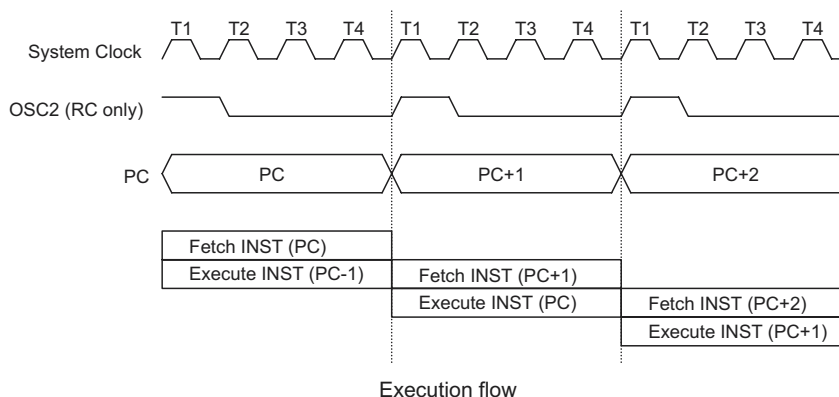 T1 T2 T3 T4 T1 T2 T3 T4 T1 T2 T3 T4
System Clock
OSC2 (RC only)
PC PC PC+1 PC+2
Fetch INST (PC)
Execute INST (PC-1) Fetch INST (PC+1)
Execute INST (PC) Fetch INST (PC+2)
Execute INST (PC+1)
Execution flow